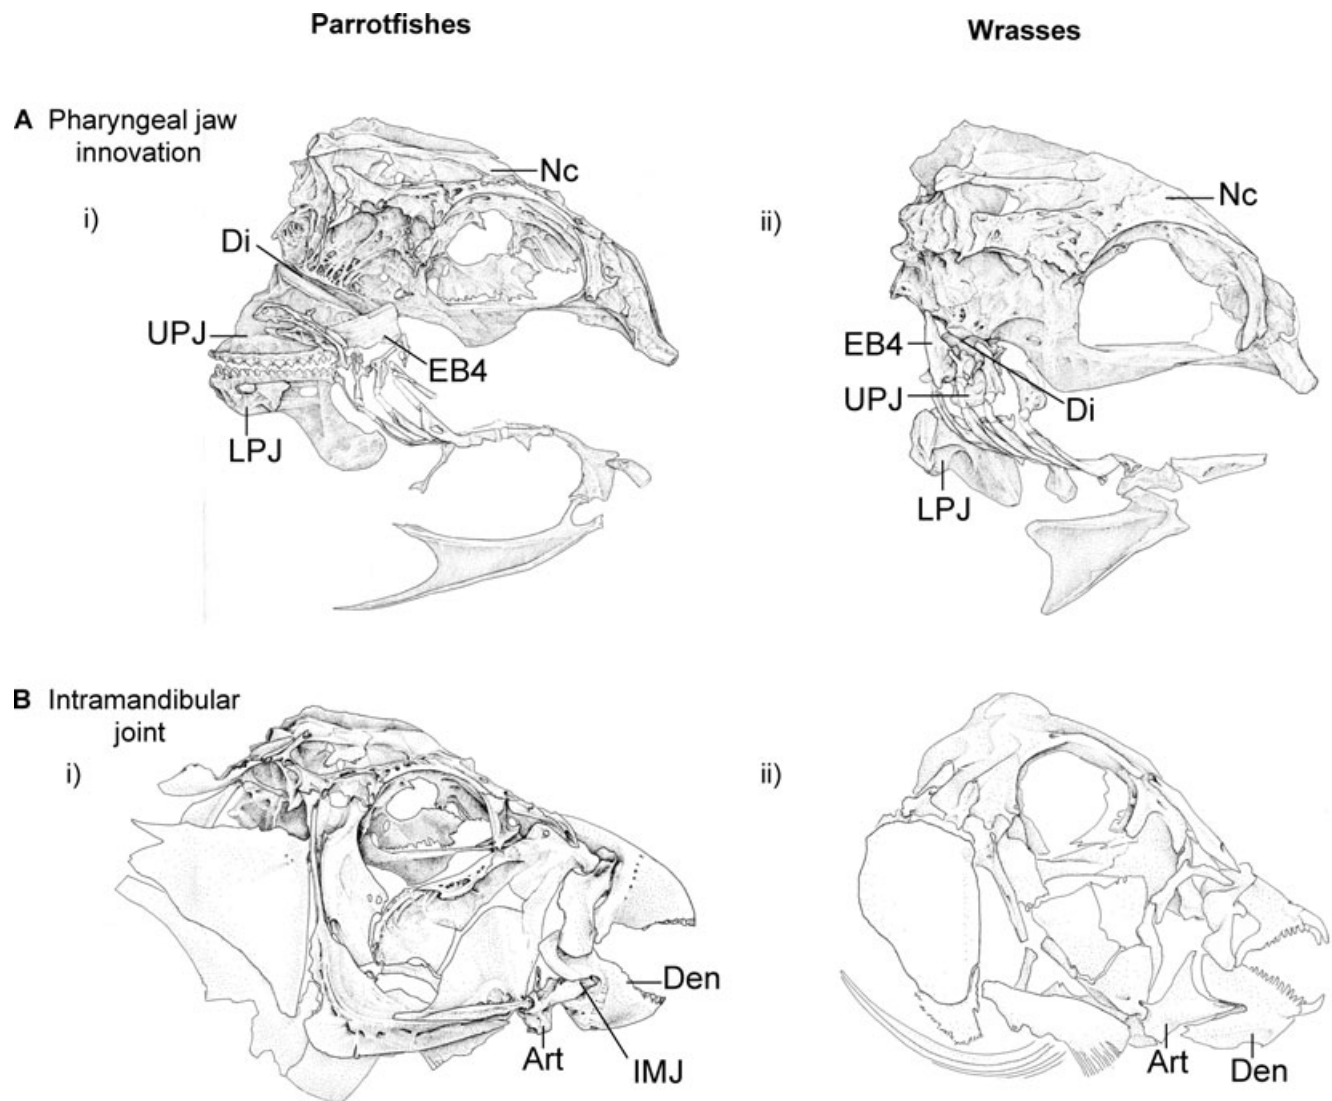 Parrotfishes
Wrasses
A Pharyngeal jaw
innovation
i)
Nc
Di
UPJ
EB4
LPJ
ii)
Nc
EB4
UPJ
Di
LPJ
B Intramandibular
joint
i)
Den
Art
IMJ
ii)
Art
Den